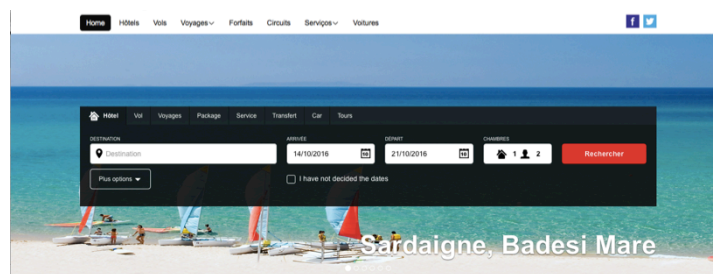 Home Hôtels Vols Voyages Forfaits Circuits Serviços Voitures
f
Hôtel Vol Voyages Package Service Transfert Car Tours
DESTINATION ARRIVÉE DÉPART CHAMBRES
Destination 14/10/2016 10 21/10/2016 10 1 2 Rechercher
Plus options I have not decided the dates
Sardaigne, Badesi Mare